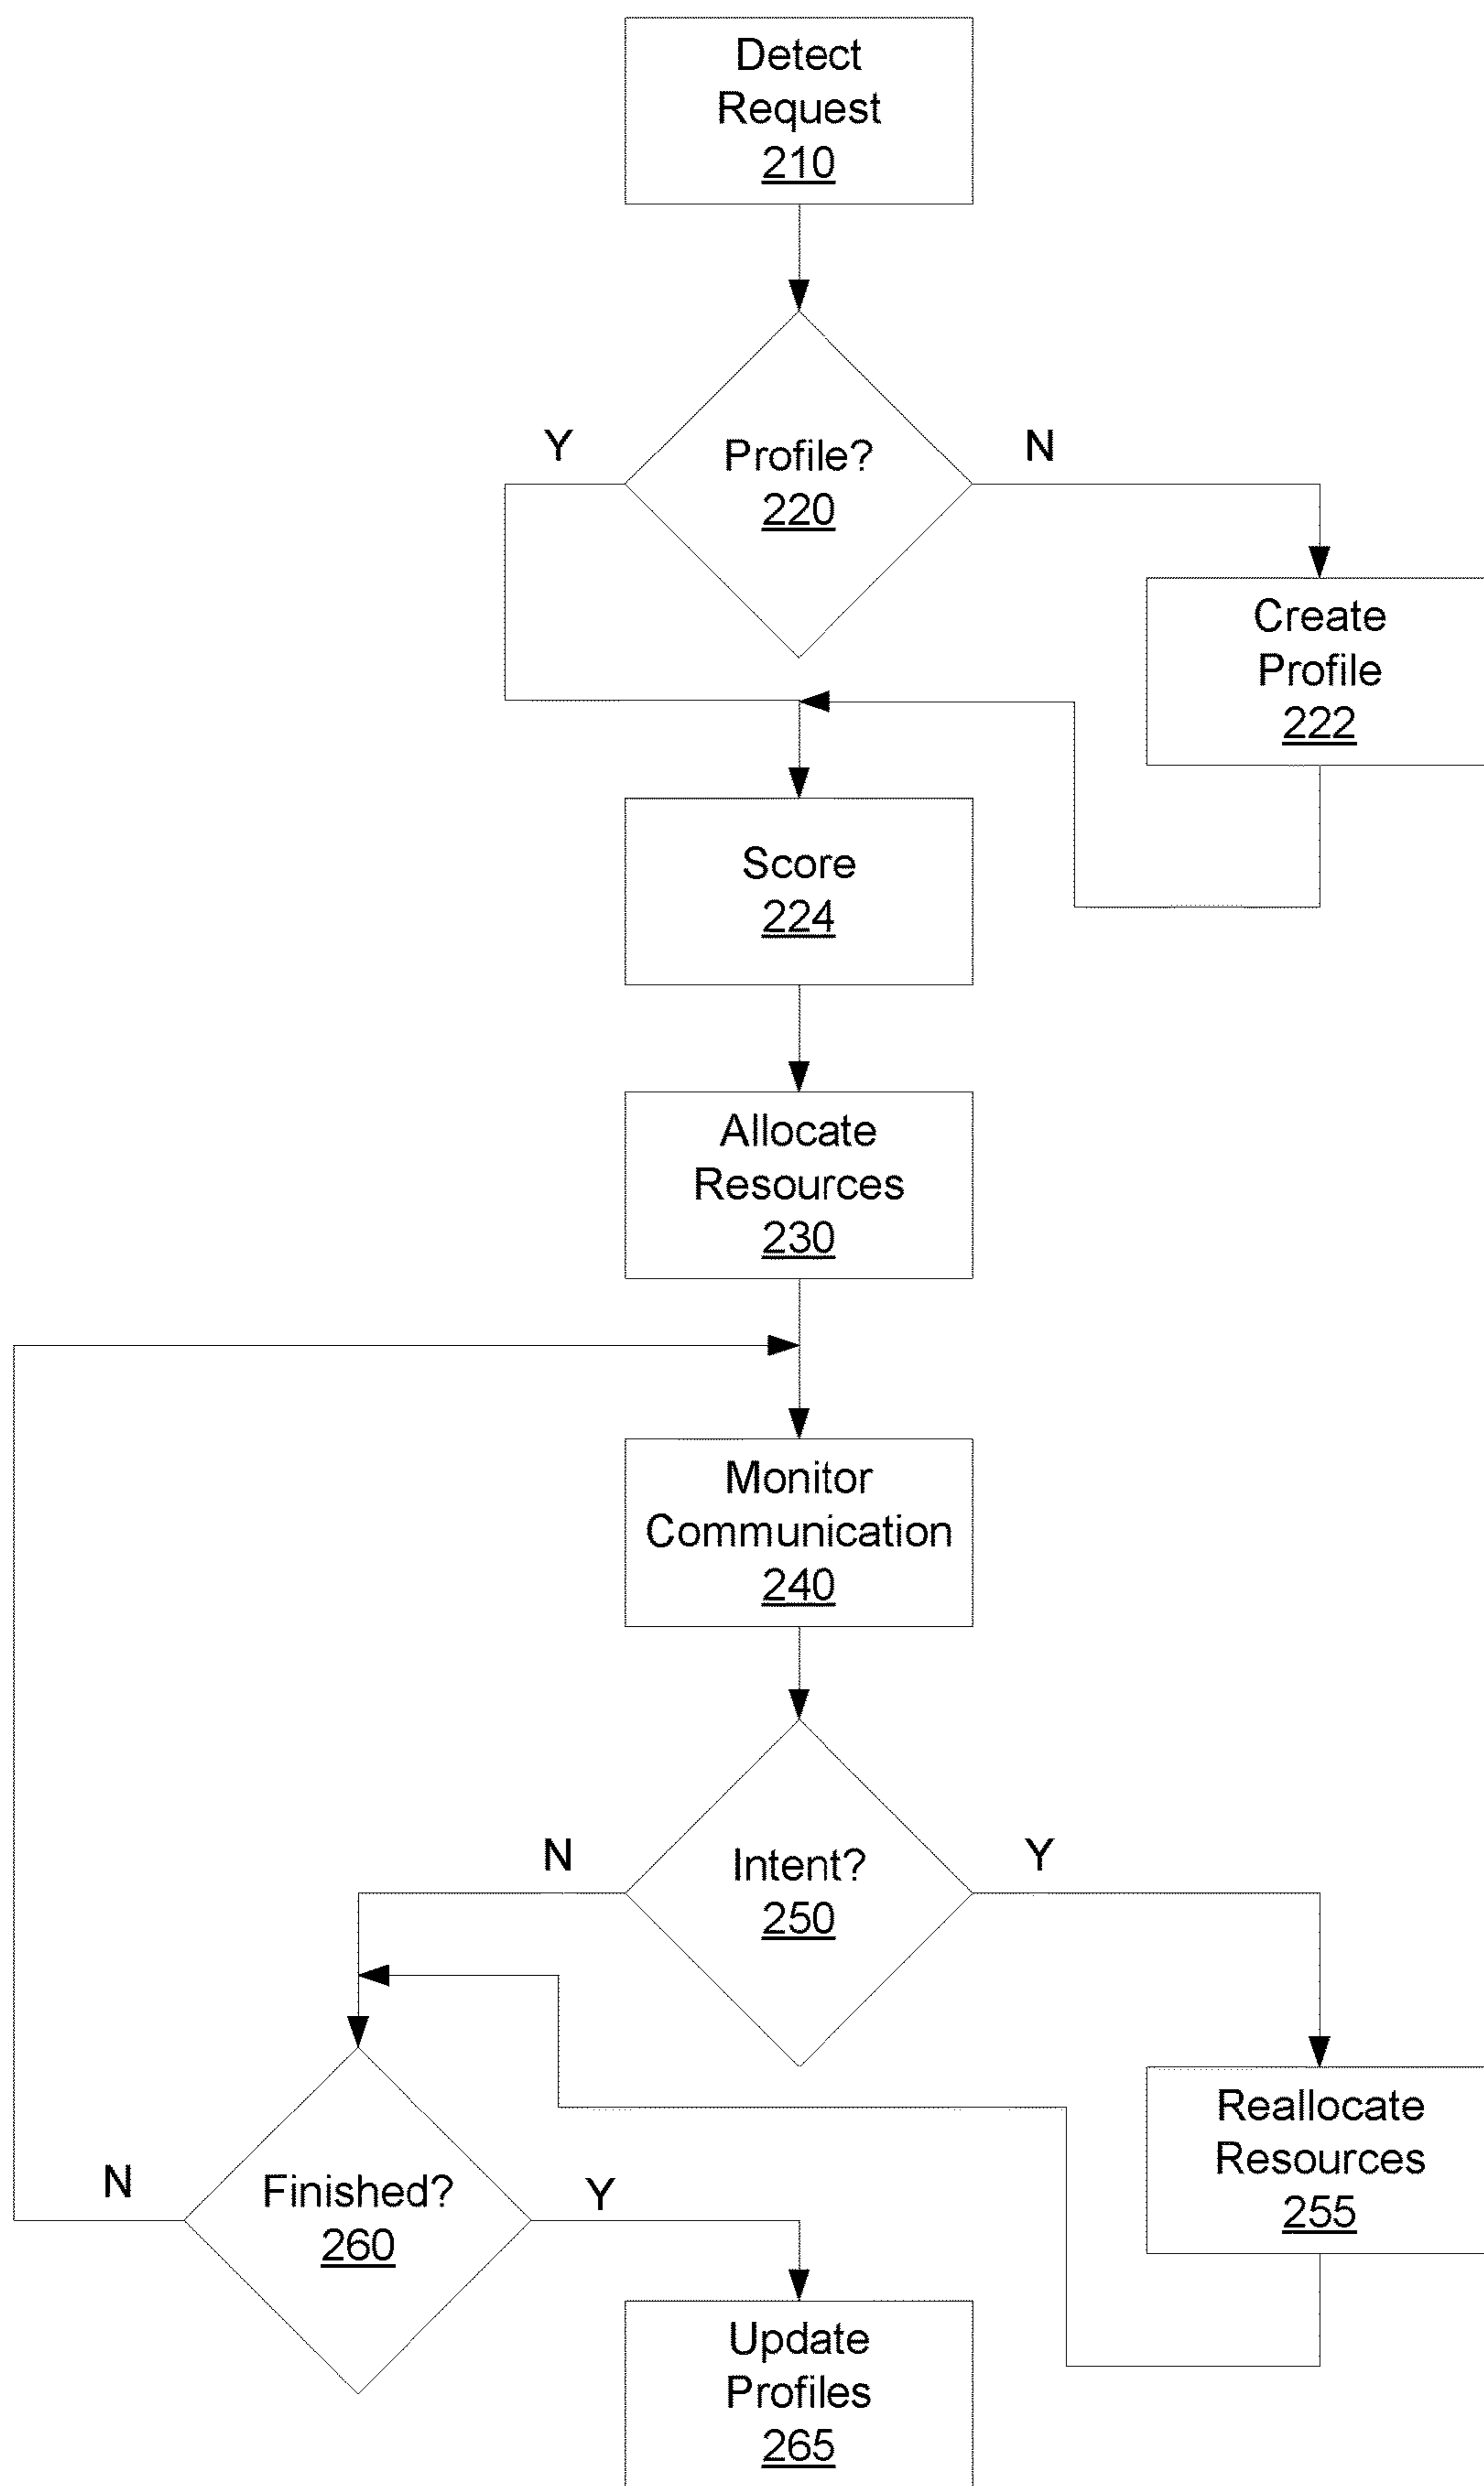 Detect
Request
210
Y
Profile?
N
220
Create
Profile
222
Score
224
Allocate
Resources
230
Monitor
Communication
240
N
Intent?
Y
250
Reallocate
Resources
255
N
Finished?
Y
260
Update
Profiles
265